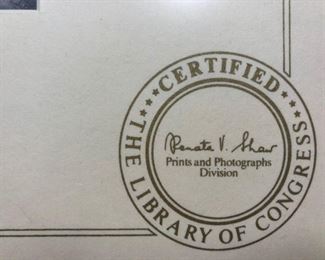 CERTIFIED
THE LIBRARY OF CONGRESS
Renata V. Shaw
Prints and Photographs
Division